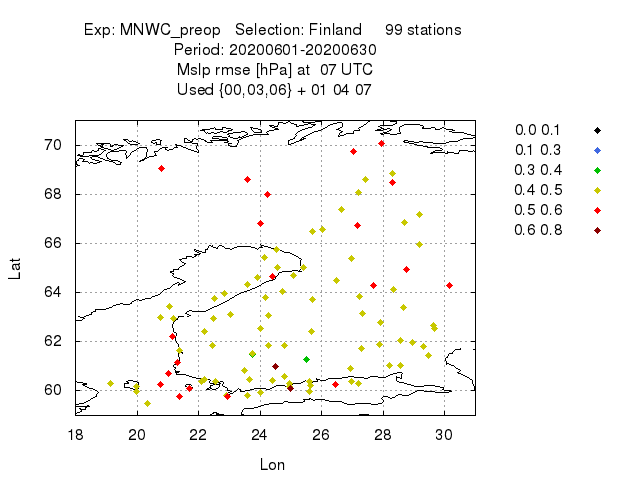 Exp: MNWC_preop Selection: Finland 99 stations
Period: 20200601-20200630
Mslp rmse [hPa] at 07 UTC
Used {00,03,06} + 01 04 07
0.0 0.1
0.1 0.3
0.3 0.4
0.4 0.5
0.5 0.6
0.6 0.8
70
68
66
64
62
60
Lat
18 20 22 24 26 28 30
Lon